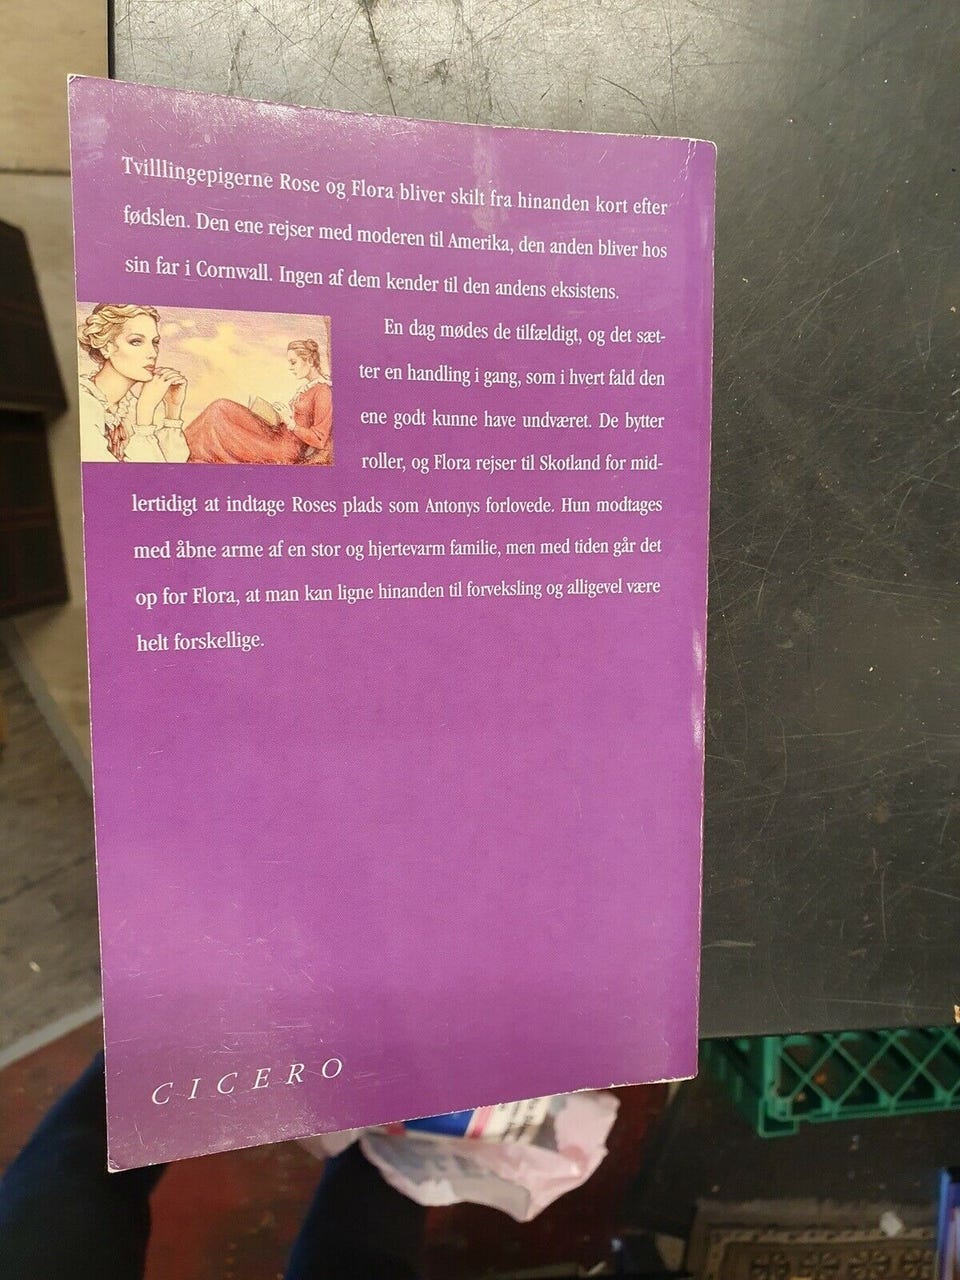 Tvilllingepigerne Rose og Flora bliver skilt fra hinanden kort efter
fødslen. Den ene rejser med moderen til Amerika, den anden bliver hos
sin far i Cornwall. Ingen af dem kender til den andens eksistens.
En dag mødes de tilfældigt, og det sæt-
ter en handling i gang, som i hvert fald den
ene godt kunne have undværet. De bytter
roller, og Flora rejser til Skotland for mid-
lertidigt at indtage Roses plads som Antonys forlovede. Hun modtages
med åbne arme af en stor og hjertevarm familie, men med tiden går det
op for Flora, at man kan ligne hinanden til forveksling og alligevel være
helt forskellige.
CICERO